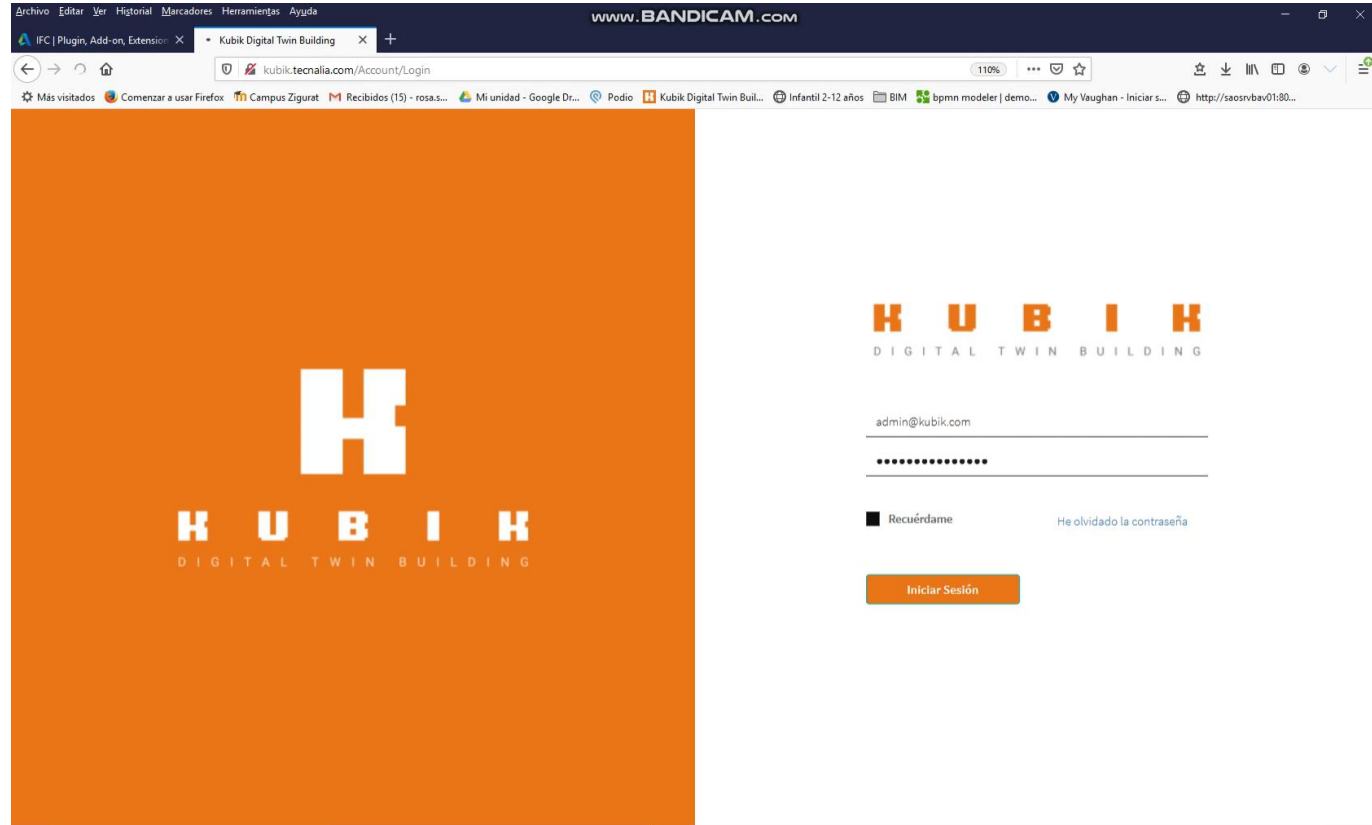 Archivo Editar Ver Historial Marcadores Herramientas Ayuda
www.BANDICAM.com
IFC | Plugin, Add-on, Extension
Kubik Digital Twin Building
kubik.tecnalia.com/Account/Login
110%
Más visitados Comenzar a usar Firefox Campus Zigurat Recibidos (15) - rosa.s... Mi unidad - Google Dr... Podio Kubik Digital Twin Buil... Infantil 2-12 años BIM bpmn modeler | demo... My Vaughan - Iniciar s... http://saosrvbav01:80...
KUBIK
DIGITAL TWIN BUILDING
KUBIK
DIGITAL TWIN BUILDING
admin@kubik.com
Recuérdame
He olvidado la contraseña
Iniciar Sesión